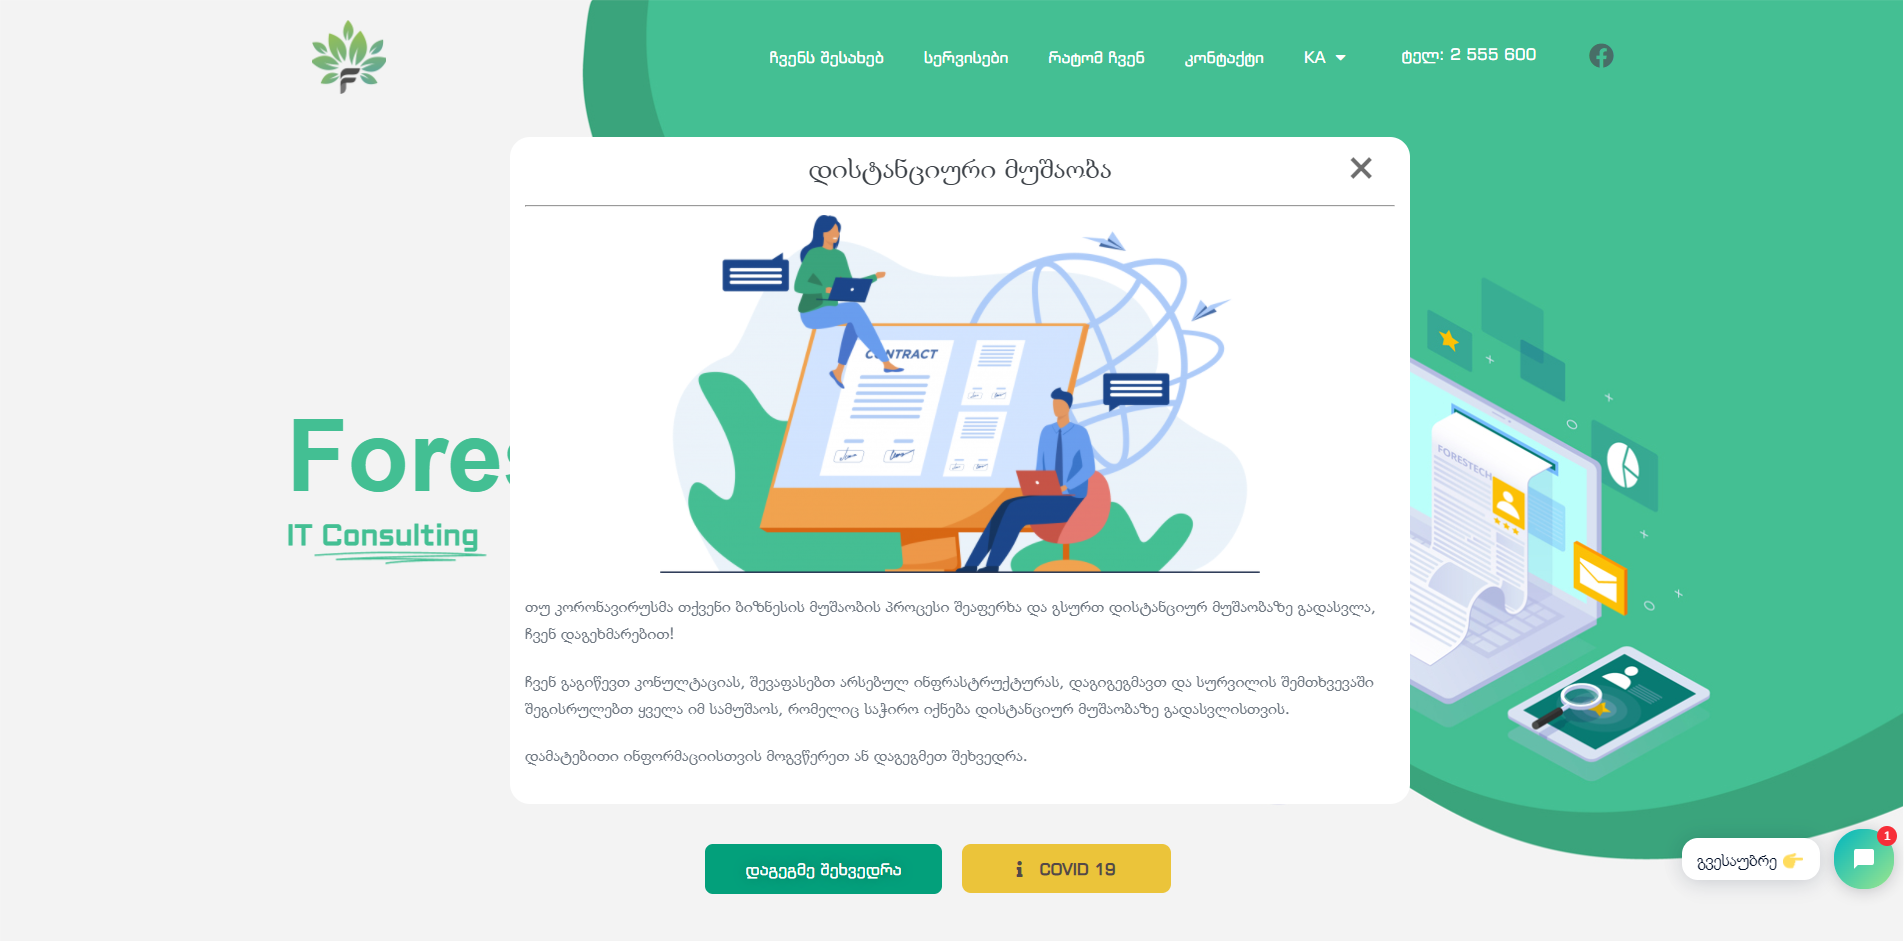 ჩვენს შესახებ სერვისები რატომ ჩვენ კონტაქტი KA ტელ: 2 555 600
დისტანციური მუშაობა
CONTRACT
FORESTECH
IT Consulting
თუ კორონავირუსმა თქვენი ბიზნესის მუშაობის პროცესი შეაფერხა და გსურთ დისტანციურ მუშაობაზე გადასვლა,
ჩვენ დაგეხმარებით!
ჩვენ გაგიწევთ კონულტაციას, შევაფასებთ არსებულ ინფრასტრუქტურას, დაგიგეგმავთ და სურვილის შემთხვევაში
შეგისრულებთ ყველა იმ სამუშაოს, რომელიც საჭირო იქნება დისტანციურ მუშაობაზე გადასვლისთვის.
დამატებითი ინფორმაციისთვის მოგვწერეთ ან დაგეგმეთ შეხვედრა.
დაგეგმე შეხვედრა
COVID 19
გვესაუბრე 👉
1